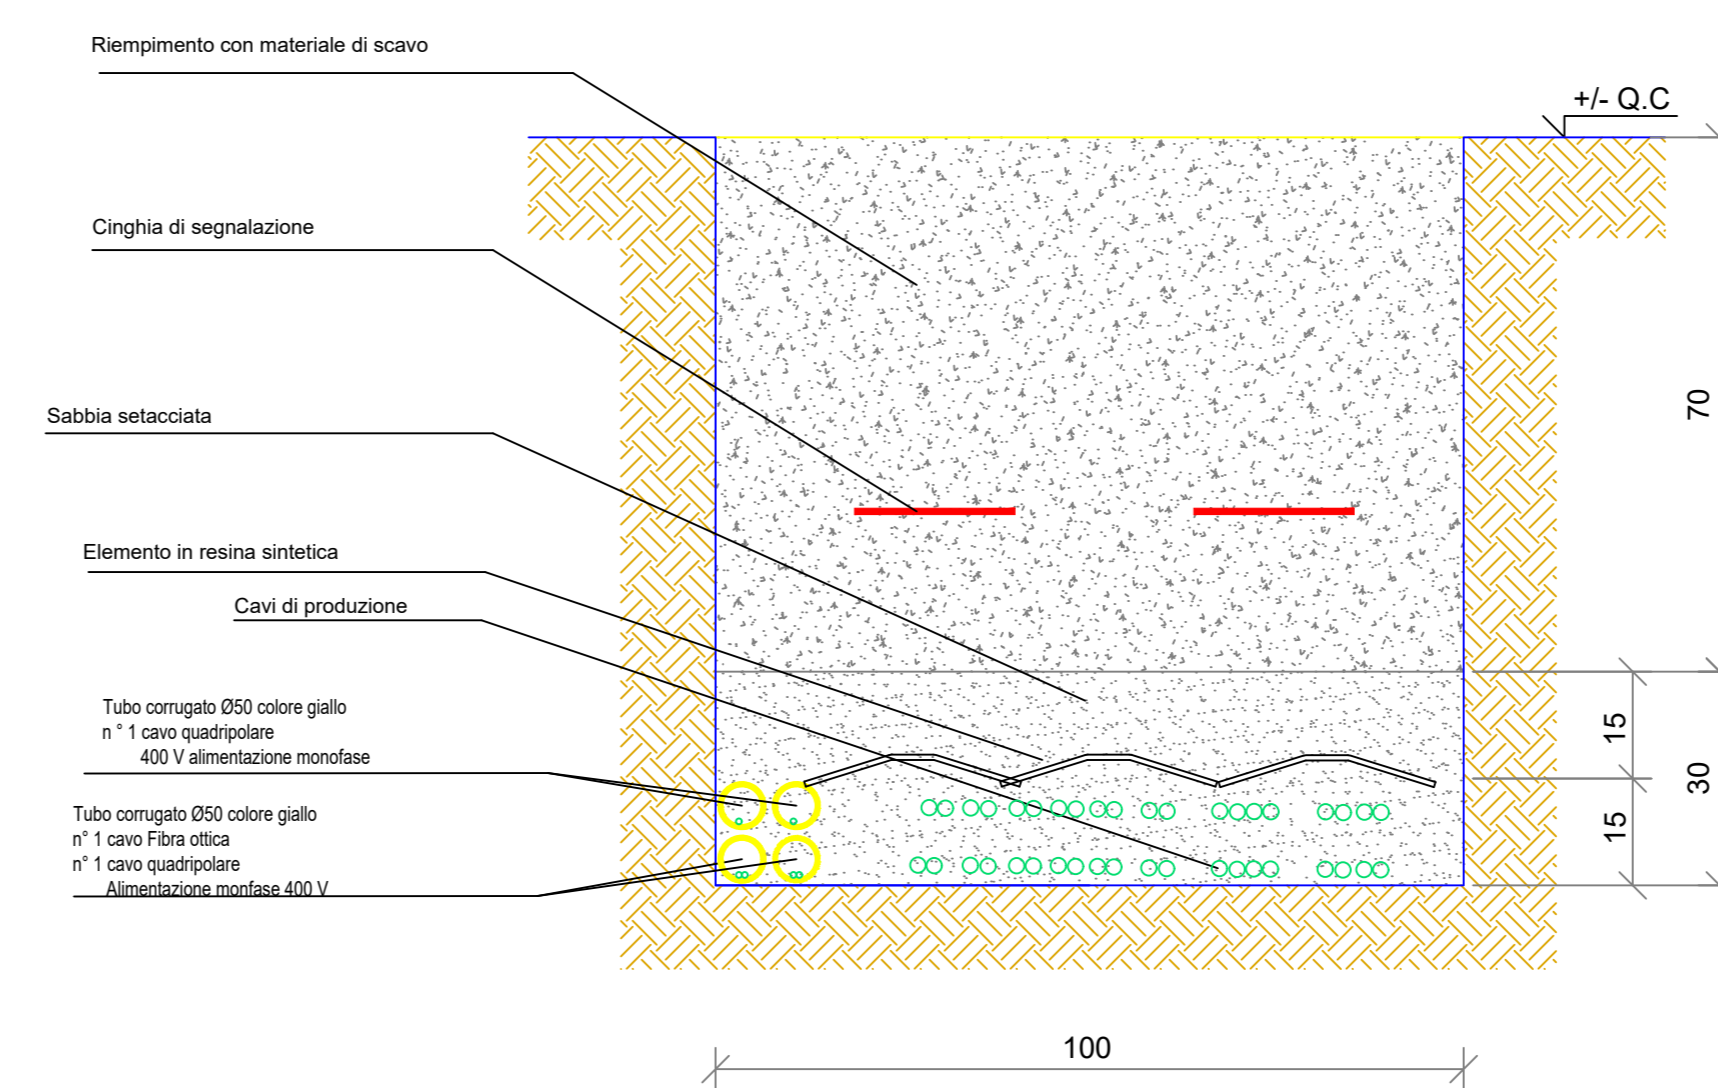 Riempimento con materiale di scavo
+/- Q.C
Cinghia di segnalazione
70
Sabbia setacciata
Elemento in resina sintetica
Cavi di produzione
Tubo corrugato Ø50 colore giallo
n ° 1 cavo quadripolare
400 V alimentazione monofase
15
30
Tubo corrugato Ø50 colore giallo
n° 1 cavo Fibra ottica
n° 1 cavo quadripolare
Alimentazione monfase 400 V
15
100